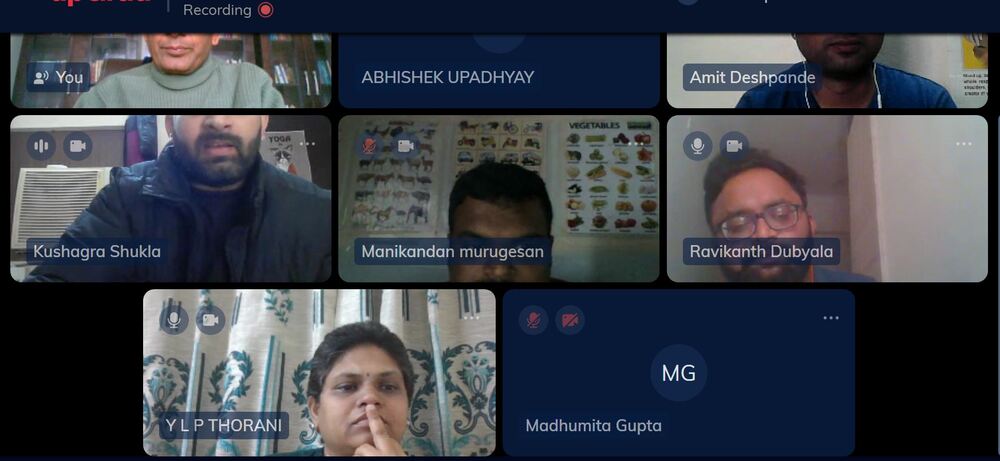 Recording
You
ABHISHEK UPADHYAY
Amit Deshpande
Kushagra Shukla
VEGETABLES
Manikandan murugesan
Ravikanth Dubyala
Y L P THORANI
MG
Madhumita Gupta